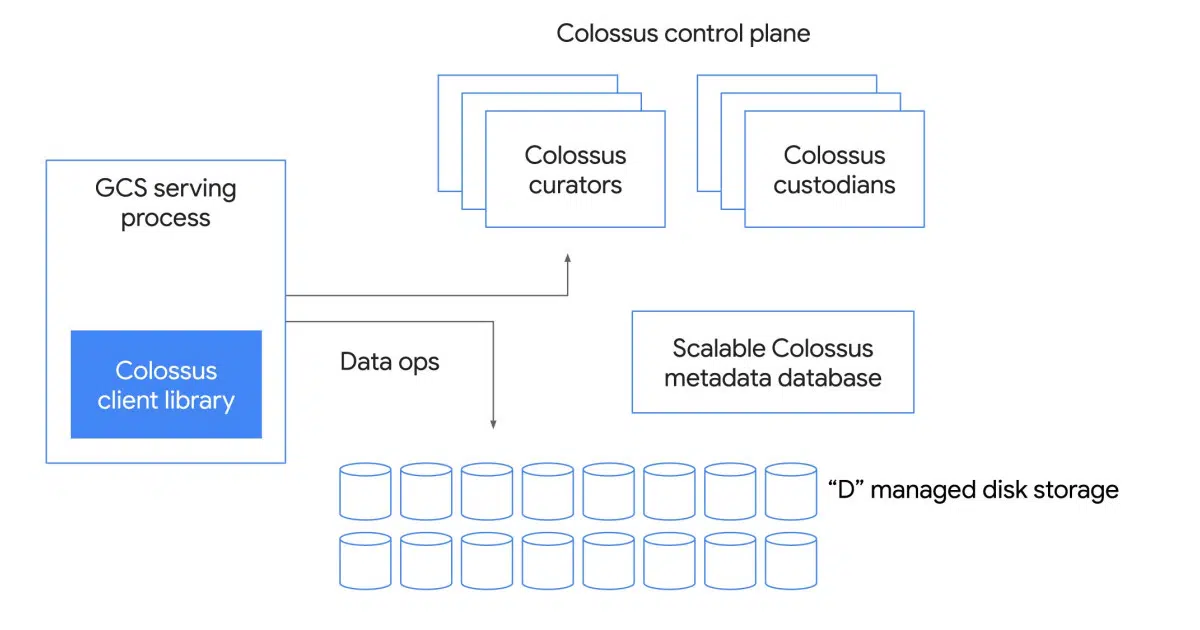 Colossus control plane
Colossus
curators
Colossus
custodians
GCS serving
process
Colossus
client library
Data ops
Scalable Colossus
metadata database
“D” managed disk storage